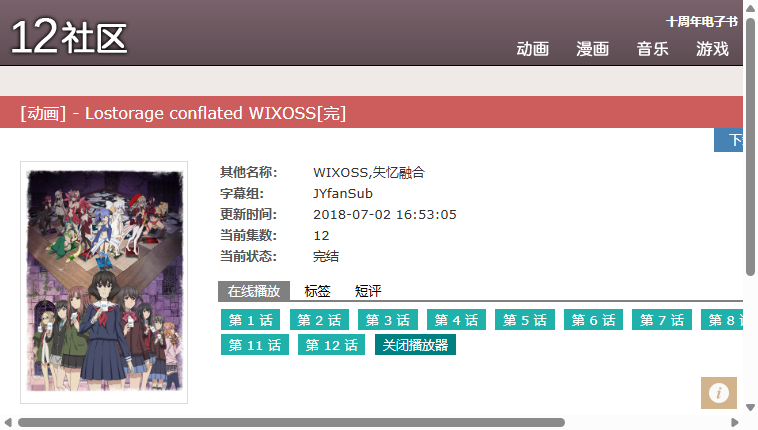 十周年电子书
12社区
动画 漫画 音乐 游戏
[动画] - Lostorage conflated WIXOSS[完]
其他名称: WIXOSS,失忆融合
字幕组: JYfanSub
更新时间: 2018-07-02 16:53:05
当前集数: 12
当前状态: 完结
在线播放 标签 短评
第 1 话 第 2 话 第 3 话 第 4 话 第 5 话 第 6 话 第 7 话 第 8
第 11 话 第 12 话 关闭播放器
i